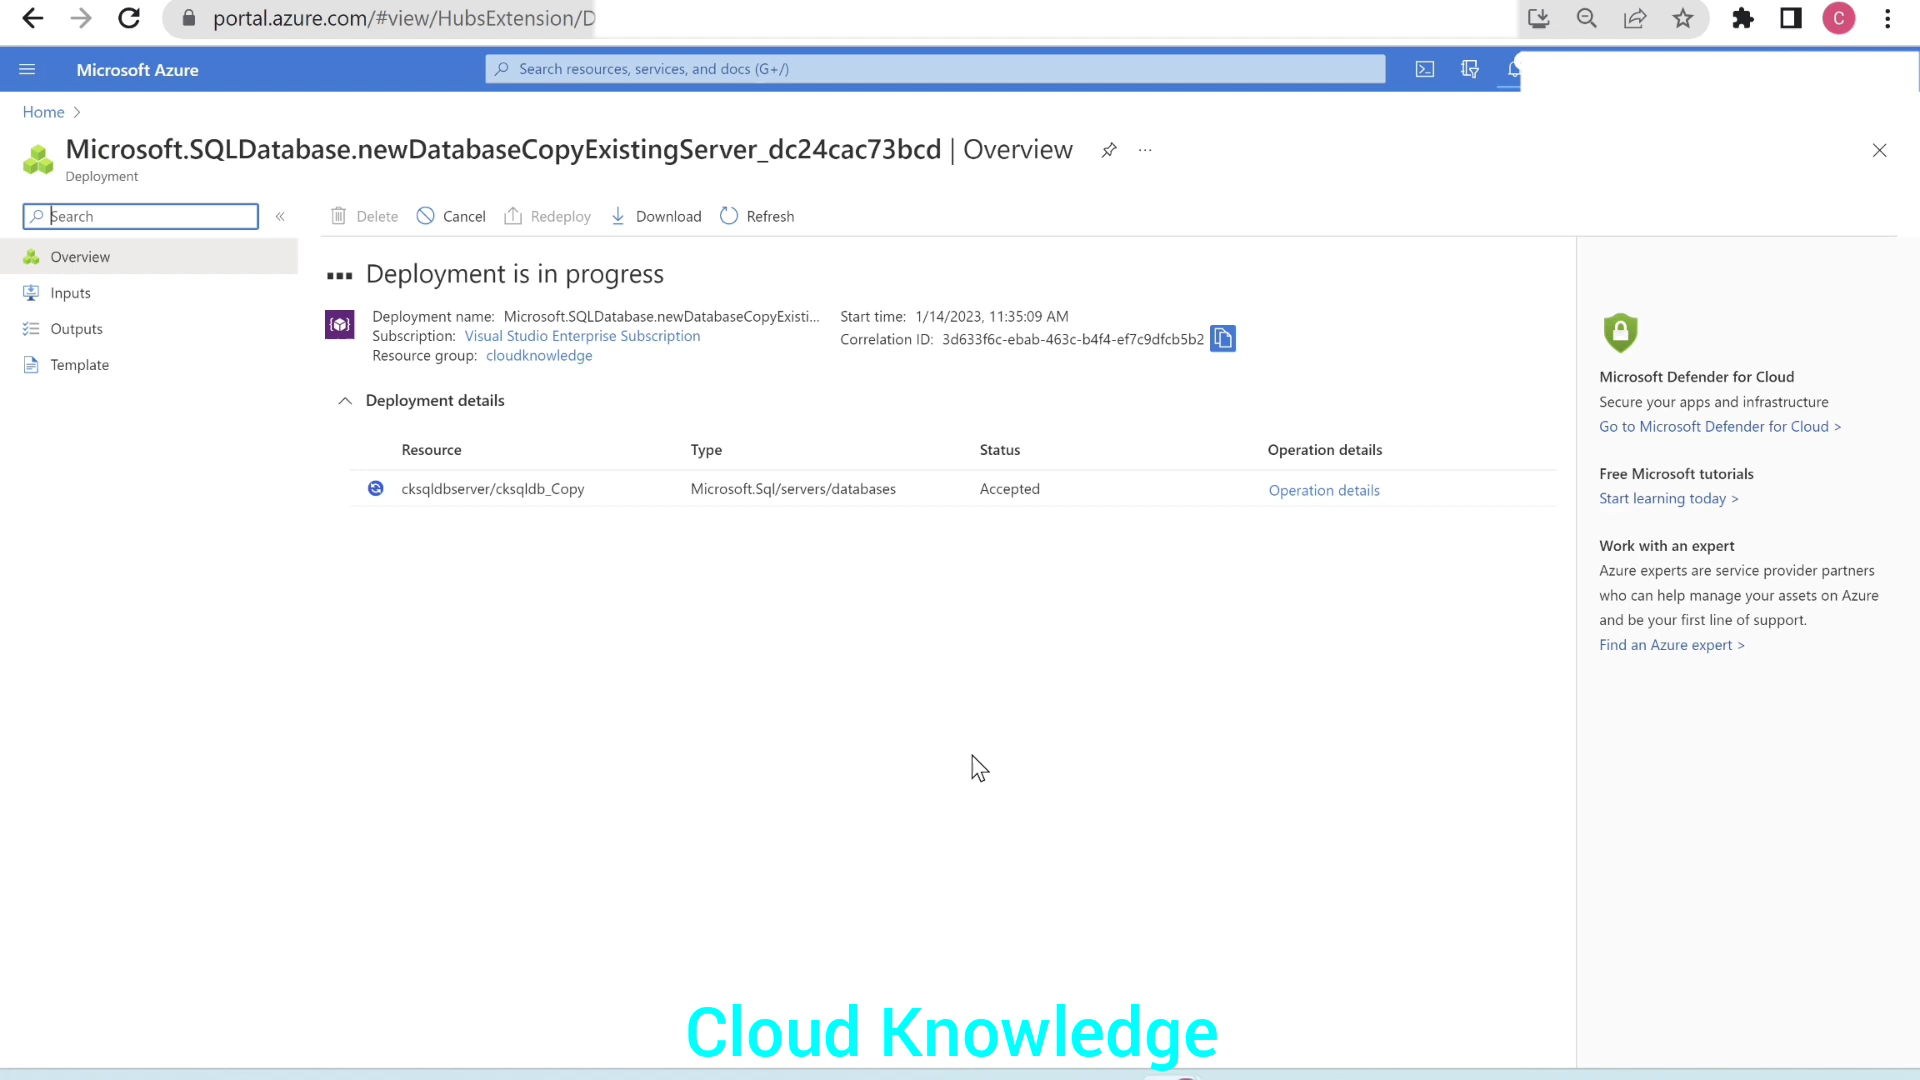 portal.azure.com/#view/HubsExtension/D
C
Microsoft Azure
Search resources, services, and docs (G+/)
Home >
Microsoft.SQLDatabase.newDatabaseCopyExistingServer_dc24cac73bcd | Overview
Deployment
Search
Delete Cancel Redeploy Download Refresh
Overview
Inputs
Outputs
Template
Deployment is in progress
Deployment name: Microsoft.SQLDatabase.newDatabaseCopyExisti...
Subscription: Visual Studio Enterprise Subscription
Resource group: cloudknowledge
Start time: 1/14/2023, 11:35:09 AM
Correlation ID: 3d633f6c-ebab-463c-b4f4-ef7c9dfcb5b2
Deployment details
Resource Type Status Operation details
cksqldbserver/cksqldb_Copy Microsoft.Sql/servers/databases Accepted Operation details
Microsoft Defender for Cloud
Secure your apps and infrastructure
Go to Microsoft Defender for Cloud >
Free Microsoft tutorials
Start learning today >
Work with an expert
Azure experts are service provider partners
who can help manage your assets on Azure
and be your first line of support.
Find an Azure expert >
Cloud Knowledge